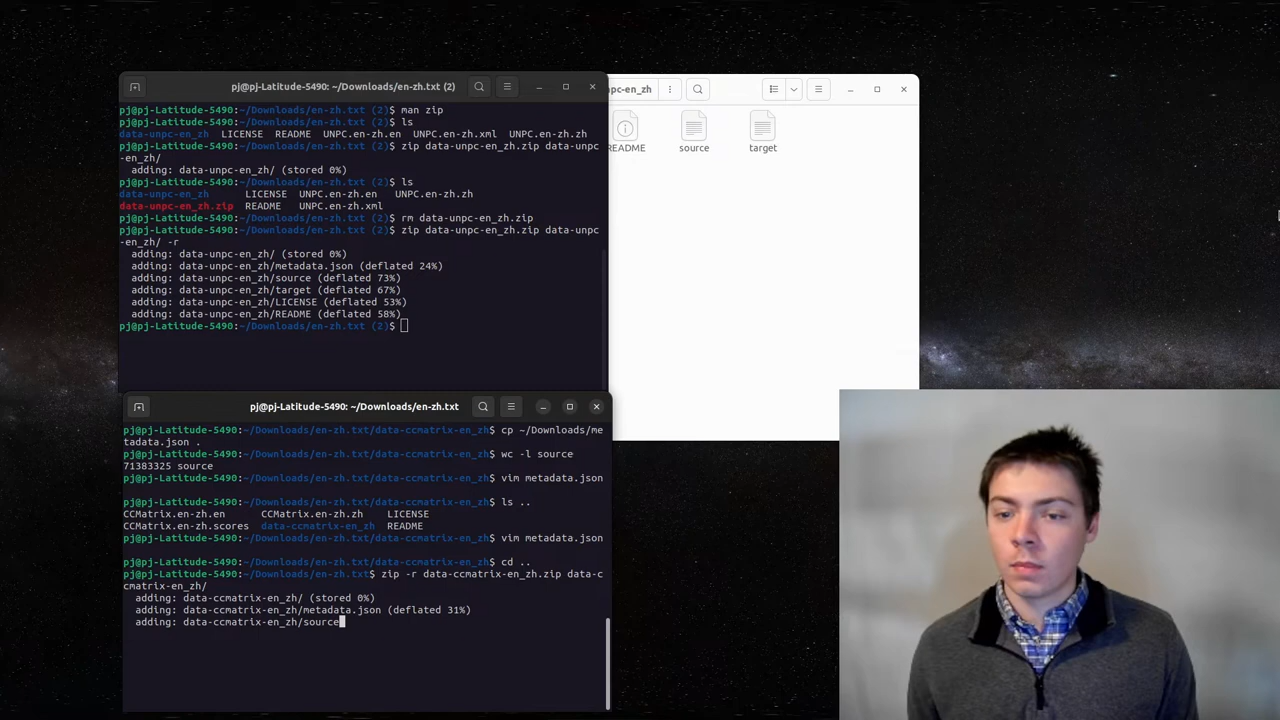 pj@pj-Latitude-5490: ~/Downloads/en-zh.txt (2)
pj@pj-Latitude-5490:~/Downloads/en-zh.txt (2)$ man zip
pj@pj-Latitude-5490:~/Downloads/en-zh.txt (2)$ ls
data-unpc-en_zh  LICENSE  README  UNPC.en-zh.en  UNPC.en-zh.xml  UNPC.en-zh.zh
pj@pj-Latitude-5490:~/Downloads/en-zh.txt (2)$ zip data-unpc-en_zh.zip data-unpc
-en_zh/
  adding: data-unpc-en_zh/ (stored 0%)
pj@pj-Latitude-5490:~/Downloads/en-zh.txt (2)$ ls
data-unpc-en_zh      LICENSE  UNPC.en-zh.en   UNPC.en-zh.zh
data-unpc-en_zh.zip  README   UNPC.en-zh.xml
pj@pj-Latitude-5490:~/Downloads/en-zh.txt (2)$ rm data-unpc-en_zh.zip
pj@pj-Latitude-5490:~/Downloads/en-zh.txt (2)$ zip data-unpc-en_zh.zip data-unpc
-en_zh/ -r
  adding: data-unpc-en_zh/ (stored 0%)
  adding: data-unpc-en_zh/metadata.json (deflated 24%)
  adding: data-unpc-en_zh/source (deflated 73%)
  adding: data-unpc-en_zh/target (deflated 67%)
  adding: data-unpc-en_zh/LICENSE (deflated 53%)
  adding: data-unpc-en_zh/README (deflated 58%)
pj@pj-Latitude-5490:~/Downloads/en-zh.txt (2)$
npc-en_zh
README source target
pj@pj-Latitude-5490: ~/Downloads/en-zh.txt
pj@pj-Latitude-5490:~/Downloads/en-zh.txt/data-ccmatrix-en_zh$ cp ~/Downloads/me
tadata.json .
pj@pj-Latitude-5490:~/Downloads/en-zh.txt/data-ccmatrix-en_zh$ wc -l source
71383325 source
pj@pj-Latitude-5490:~/Downloads/en-zh.txt/data-ccmatrix-en_zh$ vim metadata.json
pj@pj-Latitude-5490:~/Downloads/en-zh.txt/data-ccmatrix-en_zh$ ls ..
CCMatrix.en-zh.en      CCMatrix.en-zh.zh    LICENSE
CCMatrix.en-zh.scores  data-ccmatrix-en_zh  README
pj@pj-Latitude-5490:~/Downloads/en-zh.txt/data-ccmatrix-en_zh$ vim metadata.json
pj@pj-Latitude-5490:~/Downloads/en-zh.txt/data-ccmatrix-en_zh$ cd ..
pj@pj-Latitude-5490:~/Downloads/en-zh.txt$ zip -r data-ccmatrix-en_zh.zip data-c
cmatrix-en_zh/
  adding: data-ccmatrix-en_zh/ (stored 0%)
  adding: data-ccmatrix-en_zh/metadata.json (deflated 31%)
  adding: data-ccmatrix-en_zh/source